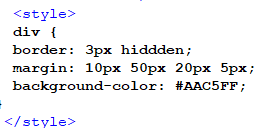 <style>
div {
border: 3px hiddden;
margin: 10px 50px 20px 5px;
background-color: #AAC5FF;
}
</style>